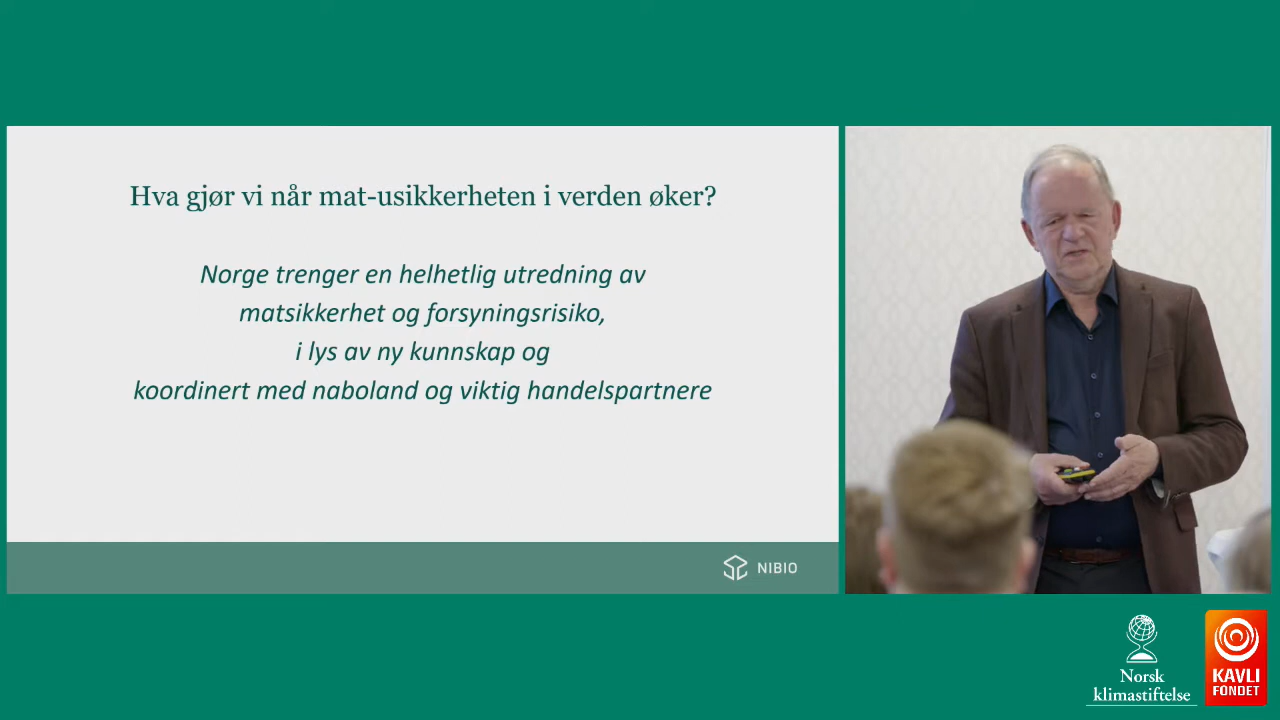 Hva gjør vi når mat-usikkerheten i verden øker?
Norge trenger en helhetlig utredning av
matsikkerhet og forsyningsrisiko,
i lys av ny kunnskap og
koordinert med naboland og viktig handelspartnere
NIBIO
Norsk
klimastiftelse
KAVLI
FONDET